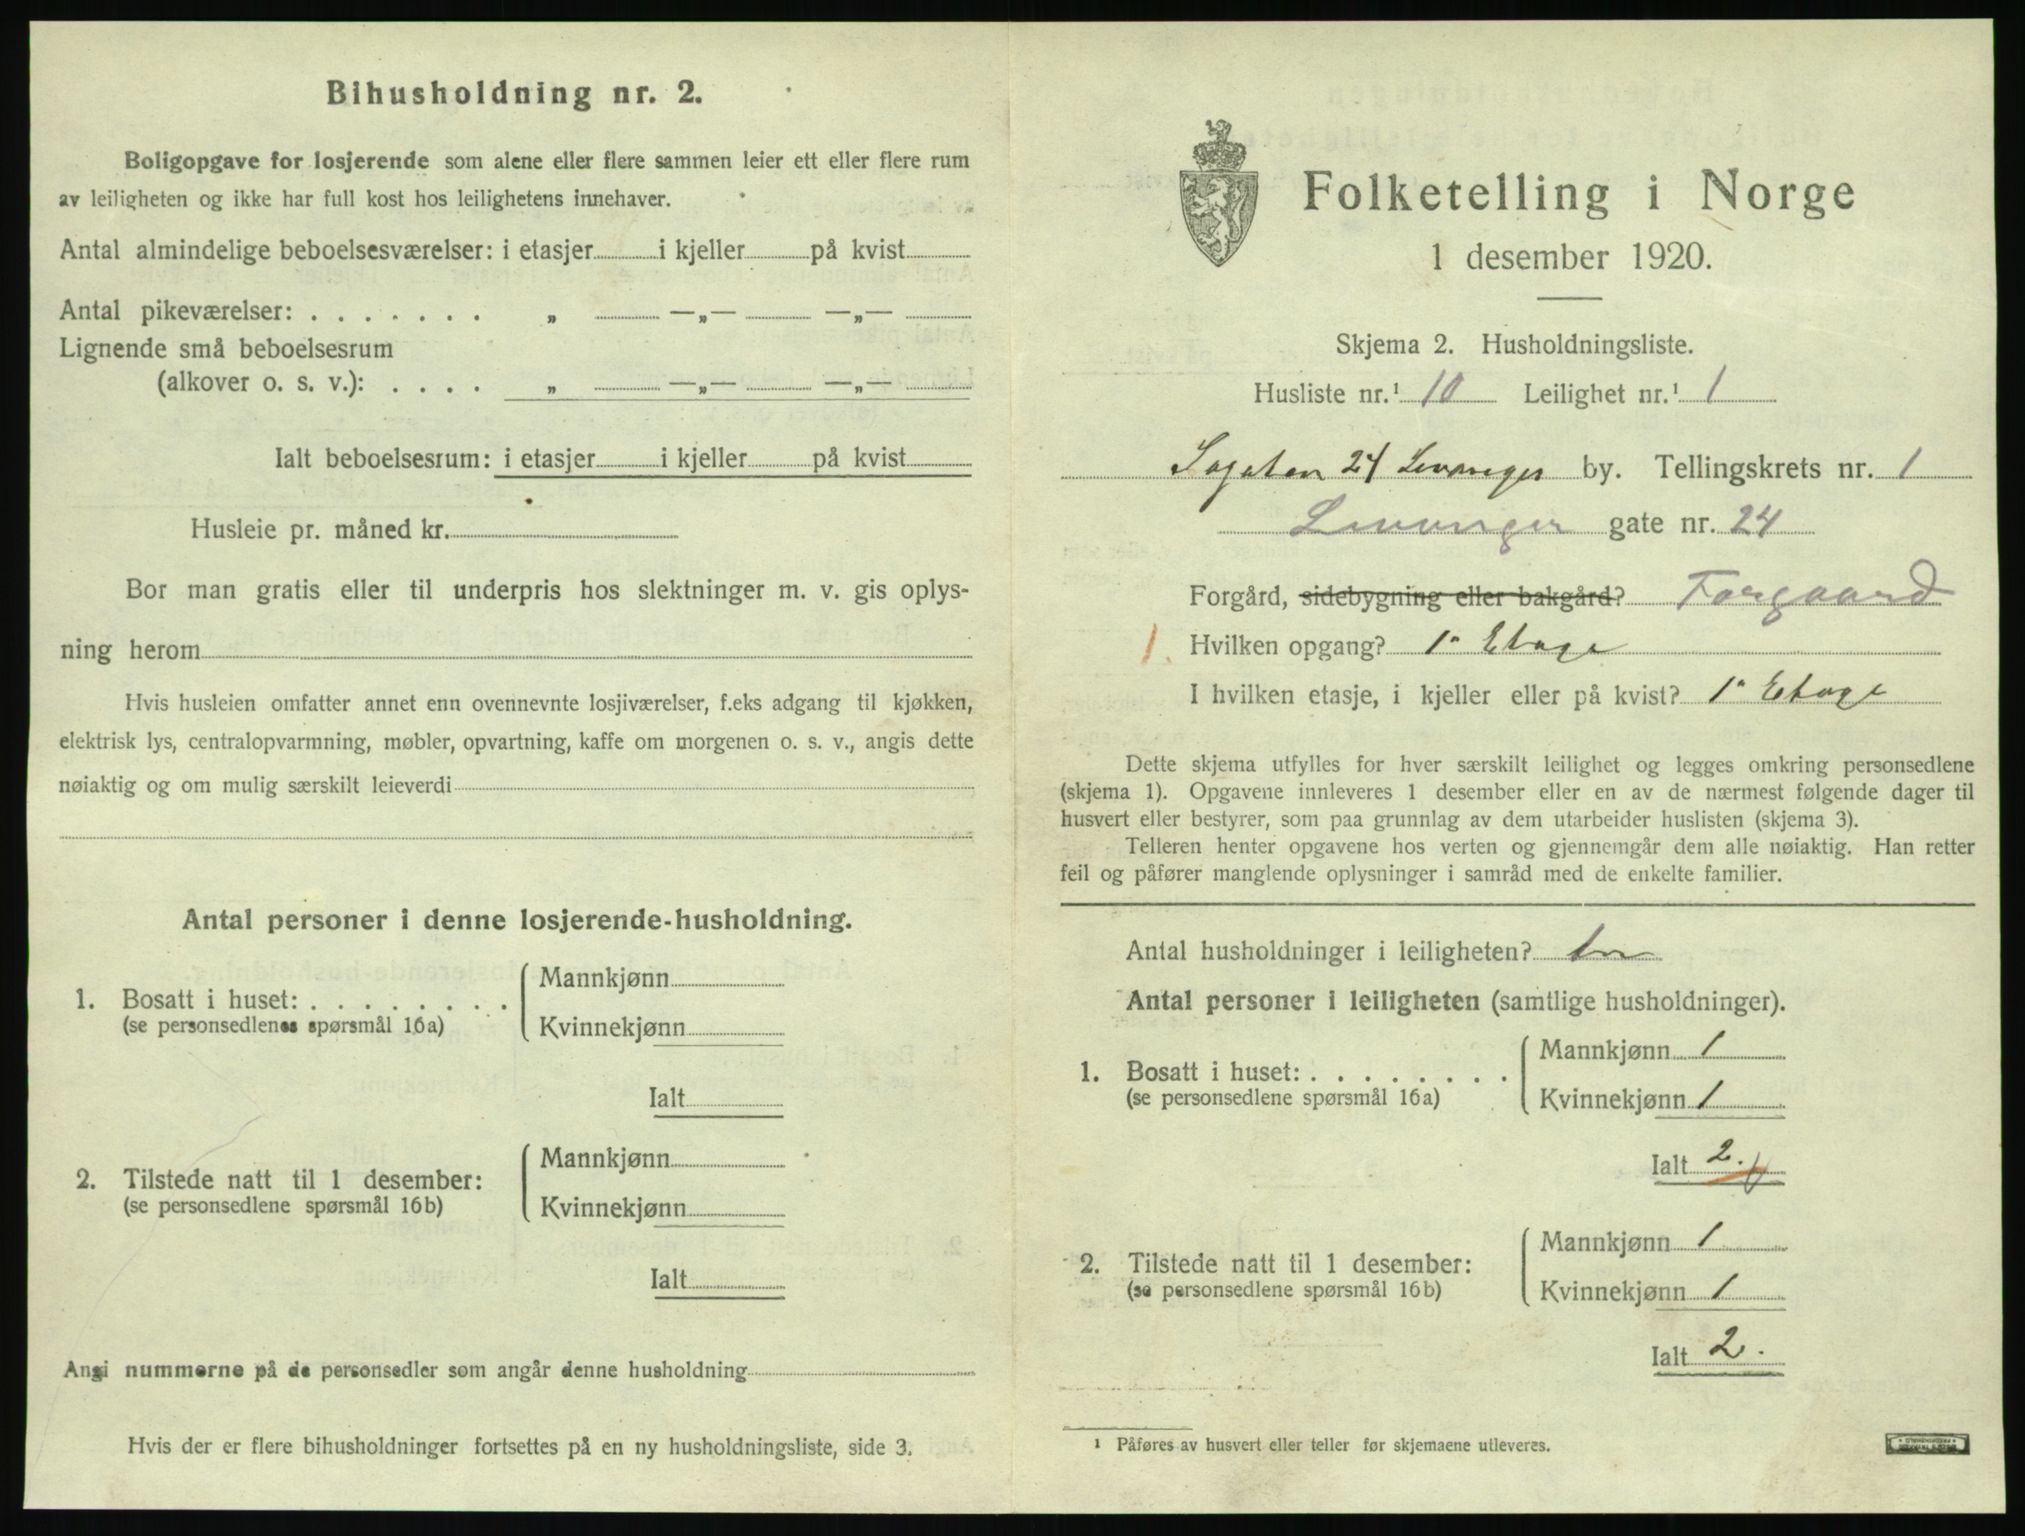 Bihusholdning nr. 2.
Boligopgave for losjerende som alene eller flere sammen leier ett eller flere rum
av leiligheten og ikke har full kost hos leilighetens innehaver.
Antal almindelige beboelsesværelser: i etasjer i kjeller på kvist
Antal pikeværelser: . . . . . . . „ —„— —„—
Lignende små beboelsesrum
(alkover o. s. v.): . . . . „ —„— —„—
Ialt beboelsesrum: i etasjer i kjeller på kvist
Husleie pr. måned kr.
Bor man gratis eller til underpris hos slektninger m. v. gis oplys-
ning herom
Hvis husleien omfatter annet enn ovennevnte losjiværelser, f.eks adgang til kjøkken,
elektrisk lys, centralopvarmning, møbler, opvartning, kaffe om morgenen o. s. v., angis dette
nøiaktig og om mulig særskilt leieverdi
Antal personer i denne losjerende-husholdning.
1. Bosatt i huset: . . . . . . . .
(se personsedlenes spørsmål 16a)
Mannkjønn
Kvinnekjønn
Ialt
2. Tilstede natt til 1 desember:
(se personsedlene spørsmål 16b)
Mannkjønn
Kvinnekjønn
Ialt
Angi nummerne på de personsedler som angår denne husholdning
Hvis der er flere bihusholdninger fortsettes på en ny husholdningsliste, side 3.
Folketelling i Norge
1 desember 1920.
Skjema 2. Husholdningsliste.
Husliste nr.¹ 10 Leilighet nr.¹ 1
24 Levanger by. Tellingskrets nr. 1
Levanger gate nr. 24
Forgård, sidebygning eller bakgård? Forgaard
1. Hvilken opgang? 1ᵉ Etage
I hvilken etasje, i kjeller eller på kvist? 1ᵉ Etage
Dette skjema utfylles for hver særskilt leilighet og legges omkring personsedlene
(skjema 1). Opgavene innleveres 1 desember eller en av de nærmest følgende dager til
husvert eller bestyrer, som paa grunnlag av dem utarbeider huslisten (skjema 3).
Telleren henter opgavene hos verten og gjennemgår dem alle nøiaktig. Han retter
feil og påfører manglende oplysninger i samråd med de enkelte familier.
Antal husholdninger i leiligheten? en
Antal personer i leiligheten (samtlige husholdninger).
1. Bosatt i huset: . . . . . . . .
(se personsedlene spørsmål 16a)
Mannkjønn 1
Kvinnekjønn 1
Ialt 2.
2. Tilstede natt til 1 desember:
(se personsedlene spørsmål 16b)
Mannkjønn 1
Kvinnekjønn 1
Ialt 2.
¹ Påføres av husvert eller teller før skjemaene utleveres.